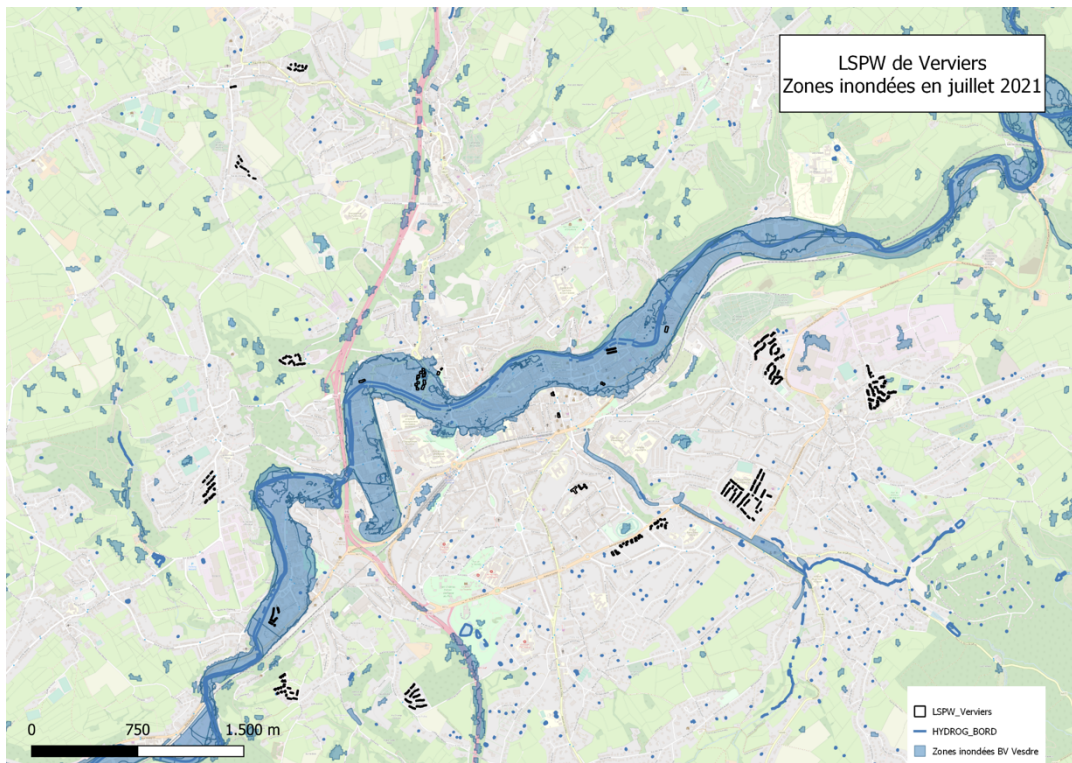 LSPW de Verviers
Zones inondées en juillet 2021
0 750 1.500 m
LSPW_Verviers
HYDROG_BORD
Zones inondées BV Vesdre